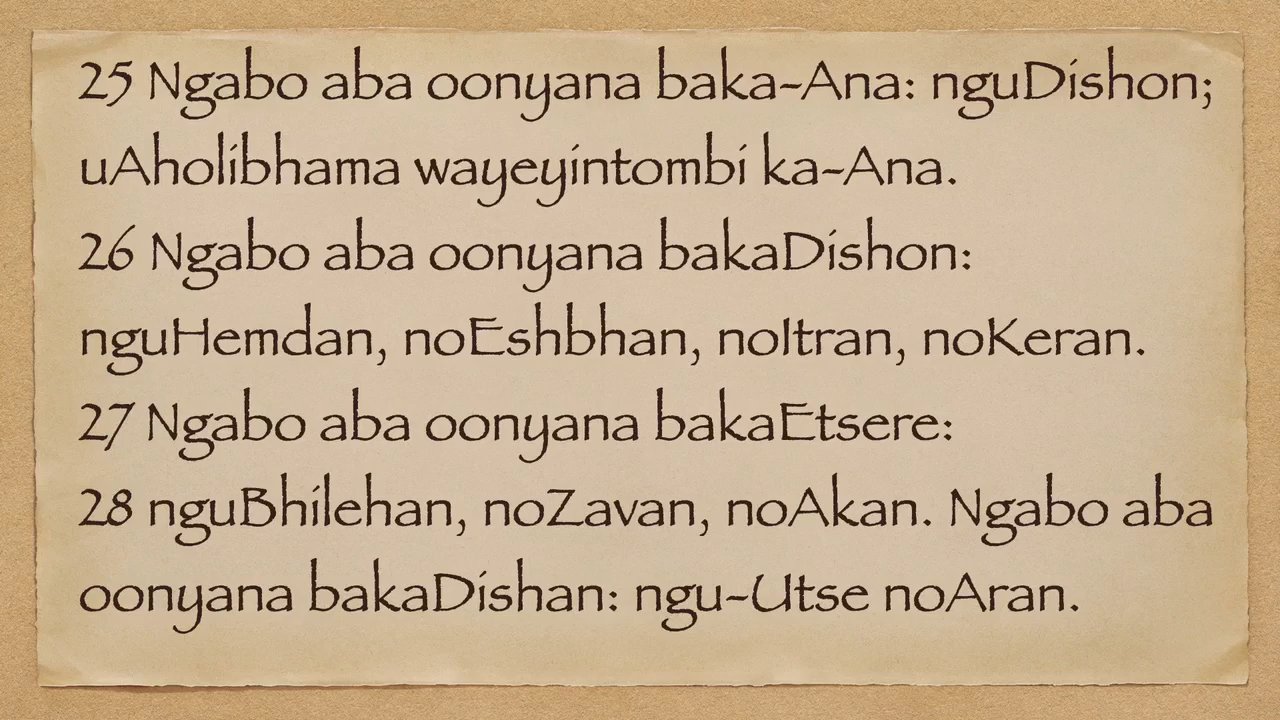 25 Ngabo aba oonyana baka-Ana: nguDishon;
uAholibhama wayeyintombi ka-Ana.
26 Ngabo aba oonyana bakaDishon:
nguHemdan, noEshbhan, noItran, noKeran.
27 Ngabo aba oonyana bakaEtsere:
28 nguBhilehan, noZavan, noAkan. Ngabo aba
oonyana bakaDishan: ngu-Utse noAran.